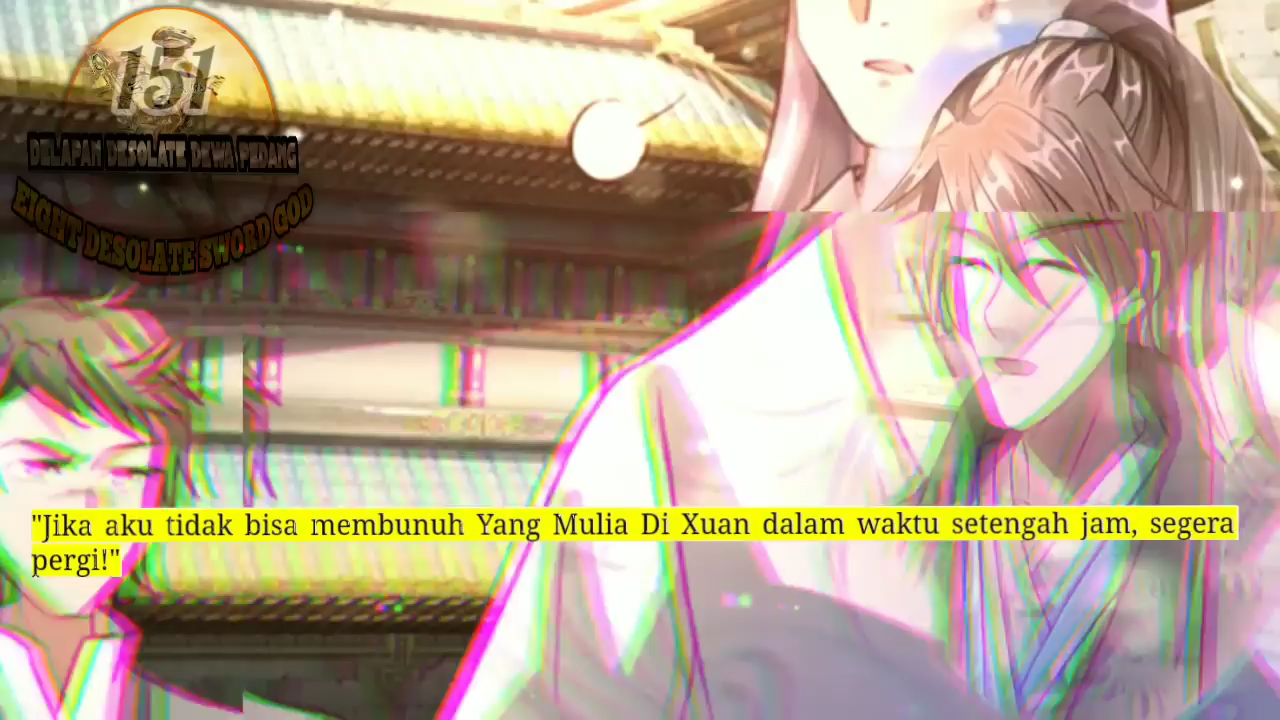 151
DELAPAN DESOLATE DEWA PEDANG
EIGHT DESOLATE SWORD GOD
"Jika aku tidak bisa membunuh Yang Mulia Di Xuan dalam waktu setengah jam, segera
pergi!"